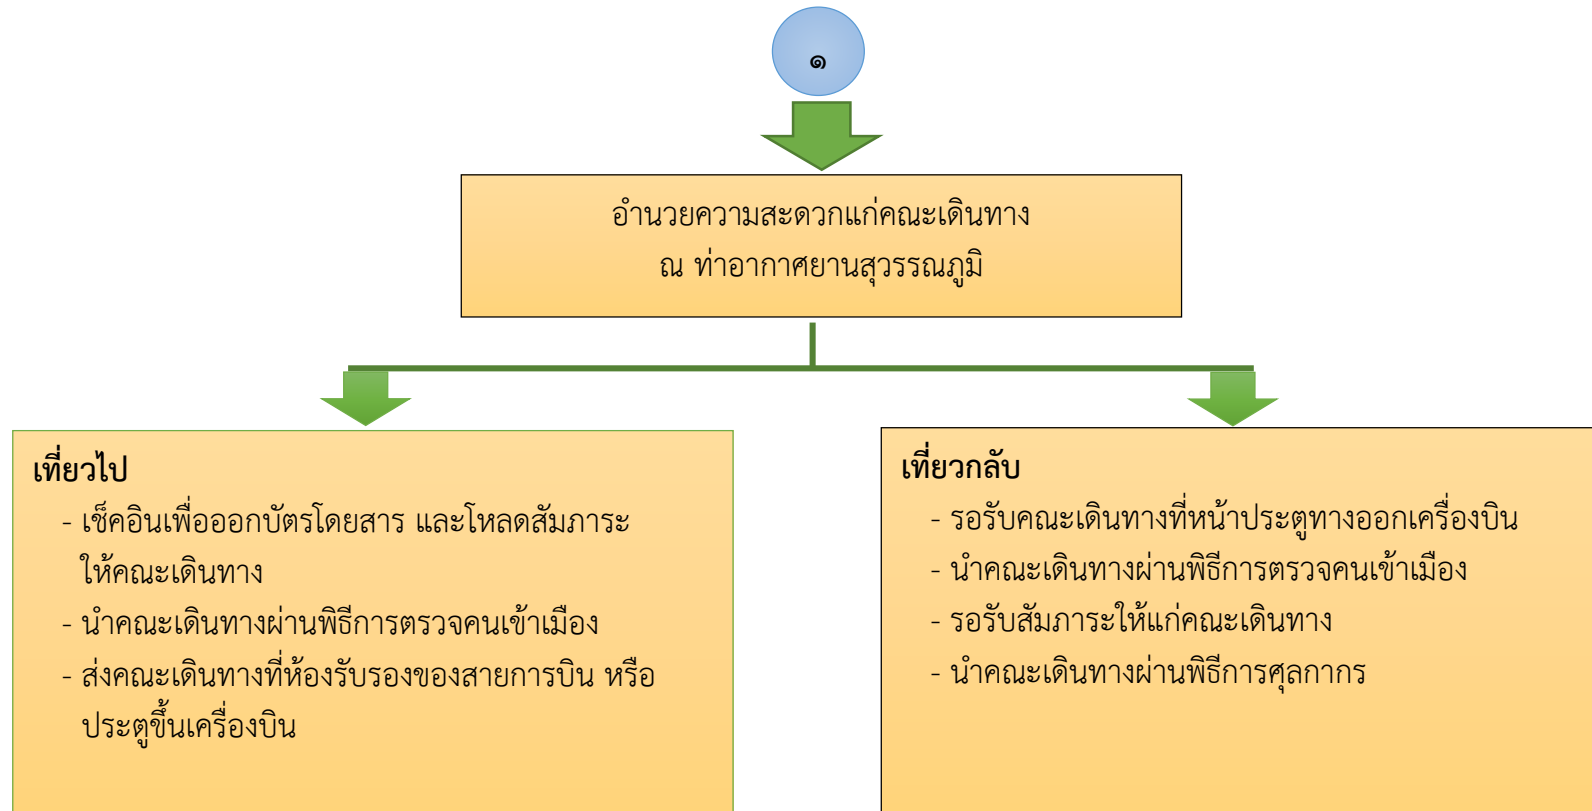 ๑
อำนวยความสะดวกแก่คณะเดินทาง
ณ ท่าอากาศยานสุวรรณภูมิ
เที่ยวไป
- เช็คอินเพื่อออกบัตรโดยสาร และโหลดสัมภาระ
ให้คณะเดินทาง
- นำคณะเดินทางผ่านพิธีการตรวจคนเข้าเมือง
- ส่งคณะเดินทางที่ห้องรับรองของสายการบิน หรือ
ประตูขึ้นเครื่องบิน
เที่ยวกลับ
- รอรับคณะเดินทางที่หน้าประตูทางออกเครื่องบิน
- นำคณะเดินทางผ่านพิธีการตรวจคนเข้าเมือง
- รอรับสัมภาระให้แก่คณะเดินทาง
- นำคณะเดินทางผ่านพิธีการศุลกากร